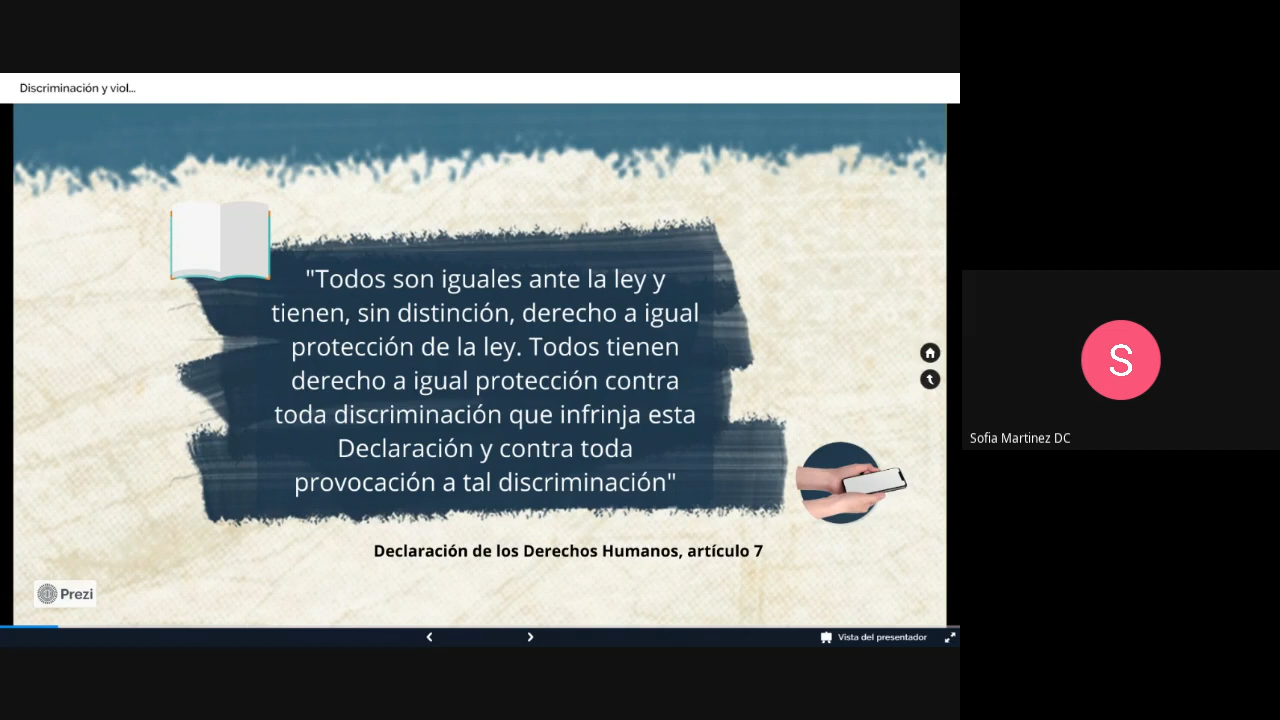 Discriminación y viol...
"Todos son iguales ante la ley y
tienen, sin distinción, derecho a igual
protección de la ley. Todos tienen
derecho a igual protección contra
toda discriminación que infrinja esta
Declaración y contra toda
provocación a tal discriminación"
Declaración de los Derechos Humanos, artículo 7
Prezi
Vista del presentador
S
Sofia Martinez DC